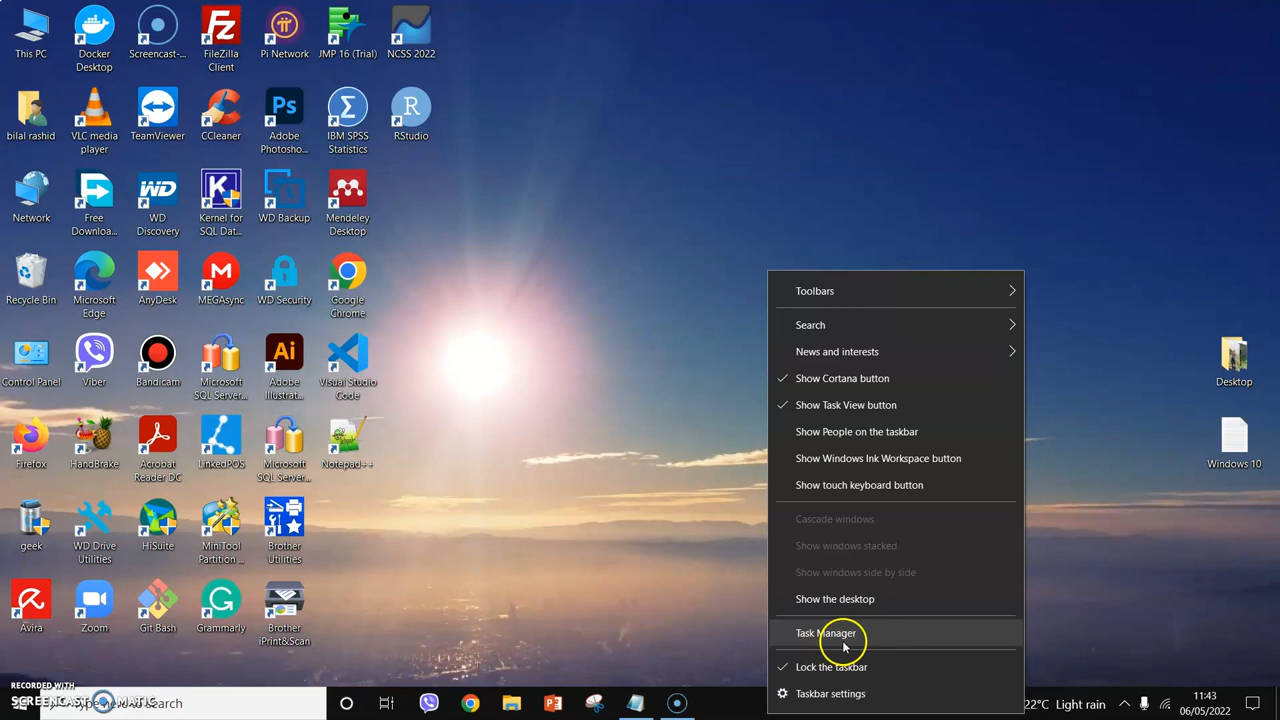 This PC
Docker
Desktop
Screencast-...
FileZilla
Client
Pi Network
JMP 16 (Trial)
NCSS 2022
bilal rashid
VLC media
player
TeamViewer
CCleaner
Adobe
Photosho...
IBM SPSS
Statistics
RStudio
Network
Free
Downloa...
WD
Discovery
Kernel for
SQL Dat...
WD Backup
Mendeley
Desktop
Recycle Bin
Microsoft
Edge
AnyDesk
MEGAsync
WD Security
Google
Chrome
Control Panel
Viber
Bandicam
Microsoft
SQL Server...
Adobe
Illustrat...
Visual Studio
Code
Firefox
HandBrake
Acrobat
Reader DC
LinkedPOS
Microsoft
SQL Server...
Notepad++
geek
WD Drive
Utilities
HiSuite
MiniTool
Partition ...
Brother
Utilities
Avira
Zoom
Git Bash
Grammarly
Brother
iPrint&Scan
Desktop
Windows 10
Toolbars
Search
News and interests
Show Cortana button
Show Task View button
Show People on the taskbar
Show Windows Ink Workspace button
Show touch keyboard button
Cascade windows
Show windows stacked
Show windows side by side
Show the desktop
Task Manager
Lock the taskbar
Taskbar settings
RECORDED WITH
SCREENCAST MATIC
here to search
22°C Light rain
11:43
06/05/2022